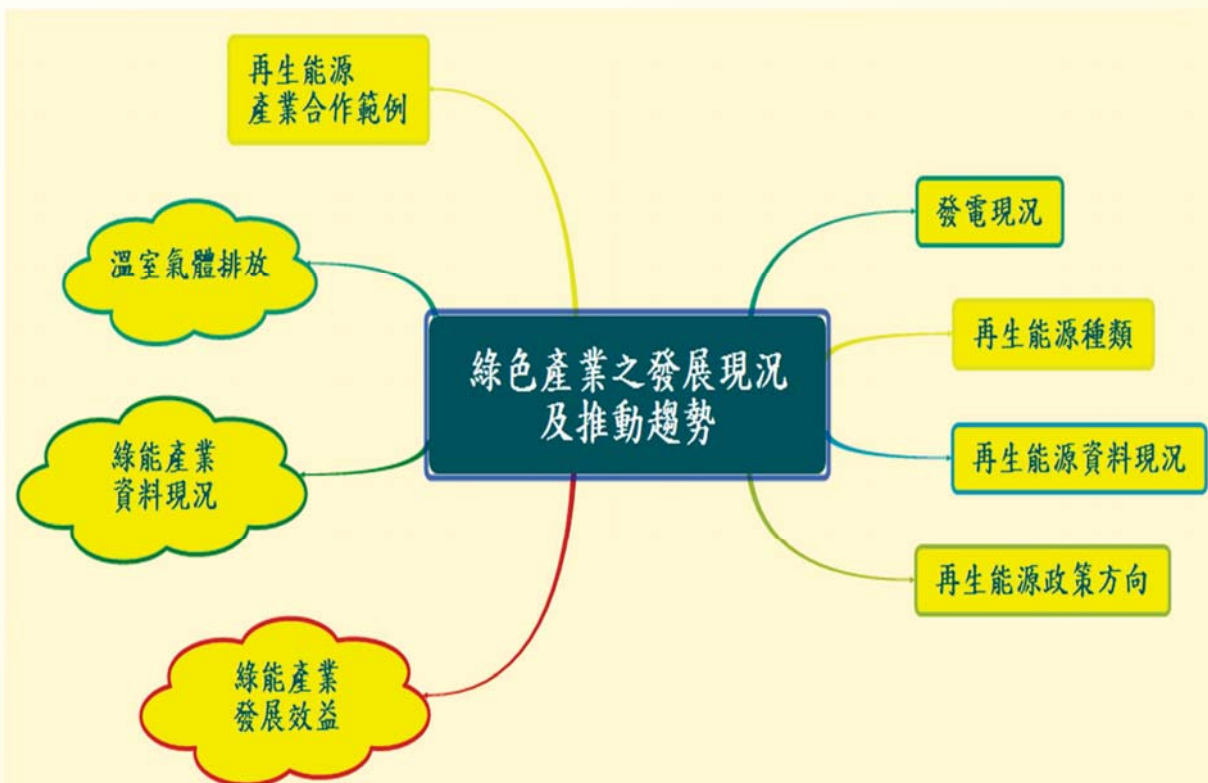 再生能源
產業合作範例
發電現況
溫室氣體排放
再生能源種類
綠色產業之發展現況
及推動趨勢
綠能產業
資料現況
再生能源資料現況
再生能源政策方向
綠能產業
發展效益